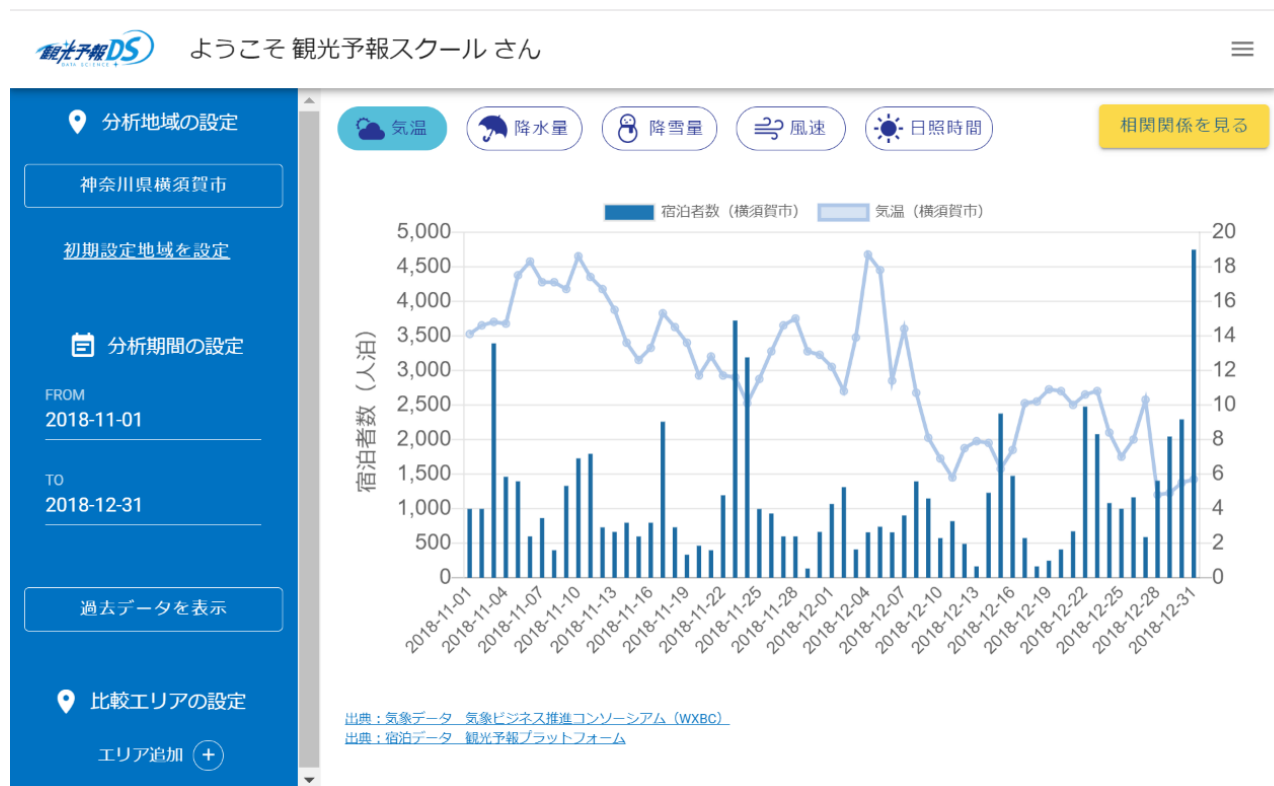 観光予報DS
DATA SCIENCE
ようこそ 観光予報スクール さん
分析地域の設定
神奈川県横須賀市
初期設定地域を設定
分析期間の設定
FROM
2018-11-01
TO
2018-12-31
過去データを表示
比較エリアの設定
エリア追加
気温
降水量
降雪量
風速
日照時間
相関関係を見る
宿泊者数（横須賀市）
気温（横須賀市）
宿泊者数（人泊）
5,000
4,500
4,000
3,500
3,000
2,500
2,000
1,500
1,000
500
0
20
18
16
14
12
10
8
6
4
2
0
2018-11-01
2018-11-04
2018-11-07
2018-11-10
2018-11-13
2018-11-16
2018-11-19
2018-11-22
2018-11-25
2018-11-28
2018-12-01
2018-12-04
2018-12-07
2018-12-10
2018-12-13
2018-12-16
2018-12-19
2018-12-22
2018-12-25
2018-12-28
2018-12-31
出典：気象データ　気象ビジネス推進コンソーシアム（WXBC）
出典：宿泊データ　観光予報プラットフォーム